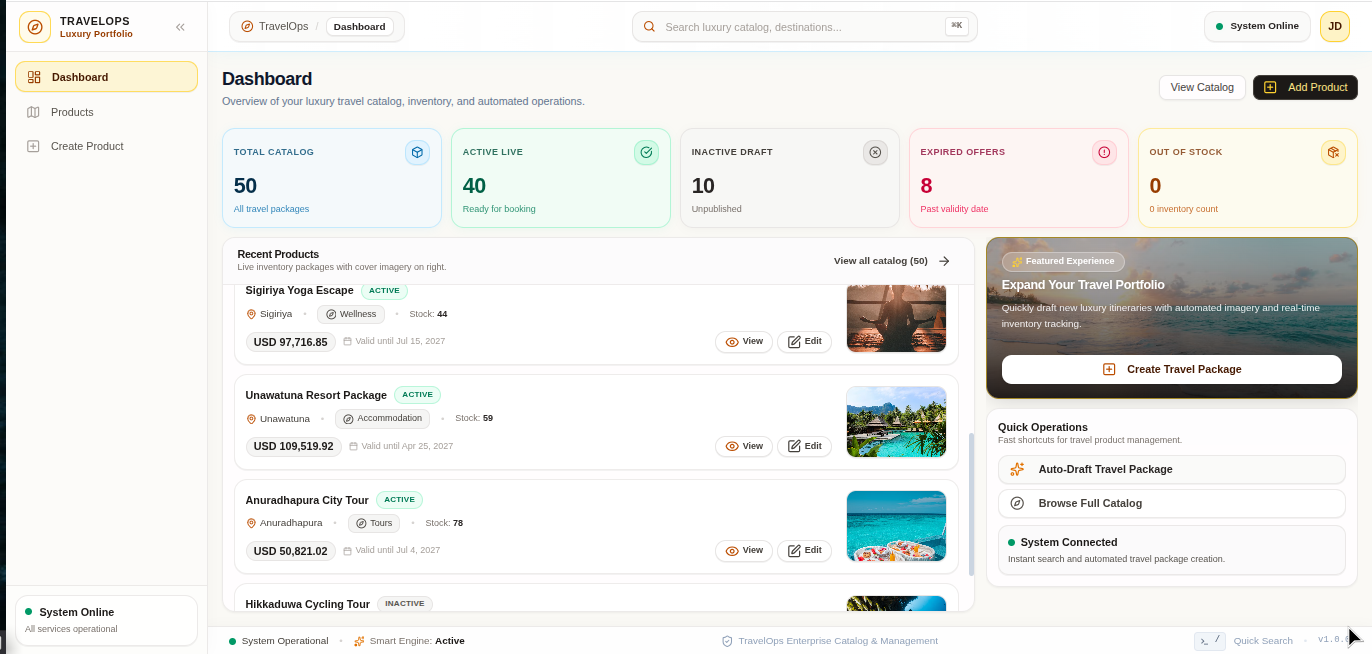 TRAVELOPS
Luxury Portfolio
TravelOps / Dashboard
Search luxury catalog, destinations...
⌘K
System Online
JD
Dashboard
Products
Create Product
System Online
All services operational
Dashboard
Overview of your luxury travel catalog, inventory, and automated operations.
View Catalog
Add Product
TOTAL CATALOG
50
All travel packages
ACTIVE LIVE
40
Ready for booking
INACTIVE DRAFT
10
Unpublished
EXPIRED OFFERS
8
Past validity date
OUT OF STOCK
0
0 inventory count
Recent Products
Live inventory packages with cover imagery on right.
View all catalog (50)
Sigiriya Yoga Escape ACTIVE
Sigiriya • Wellness • Stock: 44
USD 97,716.85 Valid until Jul 15, 2027
View Edit
Unawatuna Resort Package ACTIVE
Unawatuna • Accommodation • Stock: 59
USD 109,519.92 Valid until Apr 25, 2027
View Edit
Anuradhapura City Tour ACTIVE
Anuradhapura • Tours • Stock: 78
USD 50,821.02 Valid until Jul 4, 2027
View Edit
Hikkaduwa Cycling Tour INACTIVE
Featured Experience
Expand Your Travel Portfolio
Quickly draft new luxury itineraries with automated imagery and real-time
inventory tracking.
Create Travel Package
Quick Operations
Fast shortcuts for travel product management.
Auto-Draft Travel Package
Browse Full Catalog
System Connected
Instant search and automated travel package creation.
System Operational • Smart Engine: Active
TravelOps Enterprise Catalog & Management
/ Quick Search •